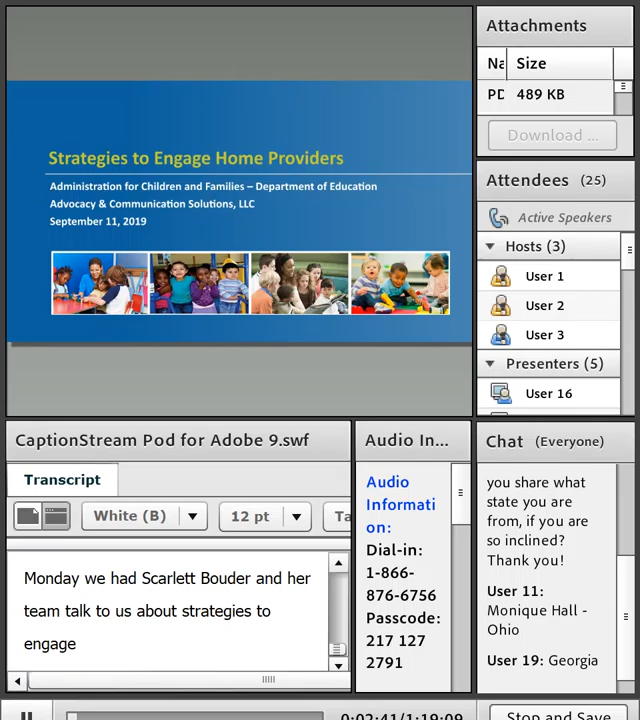 Strategies to Engage Home Providers
Administration for Children and Families – Department of Education
Advocacy & Communication Solutions, LLC
September 11, 2019
Attachments
Na Size
PD 489 KB
Download ...
Attendees (25)
Active Speakers
Hosts (3)
User 1
User 2
User 3
Presenters (5)
User 16
CaptionStream Pod for Adobe 9.swf
Transcript
White (B)
12 pt
Ta
Monday we had Scarlett Bouder and her
team talk to us about strategies to
engage
Audio In...
Audio
Informati
on:
Dial-in:
1-866-
876-6756
Passcode:
217 127
2791
Chat (Everyone)
you share what
state you are
from, if you are
so inclined?
Thank you!
User 11:
Monique Hall -
Ohio
User 19: Georgia
0:02:41/1:19:09
Stop and Save